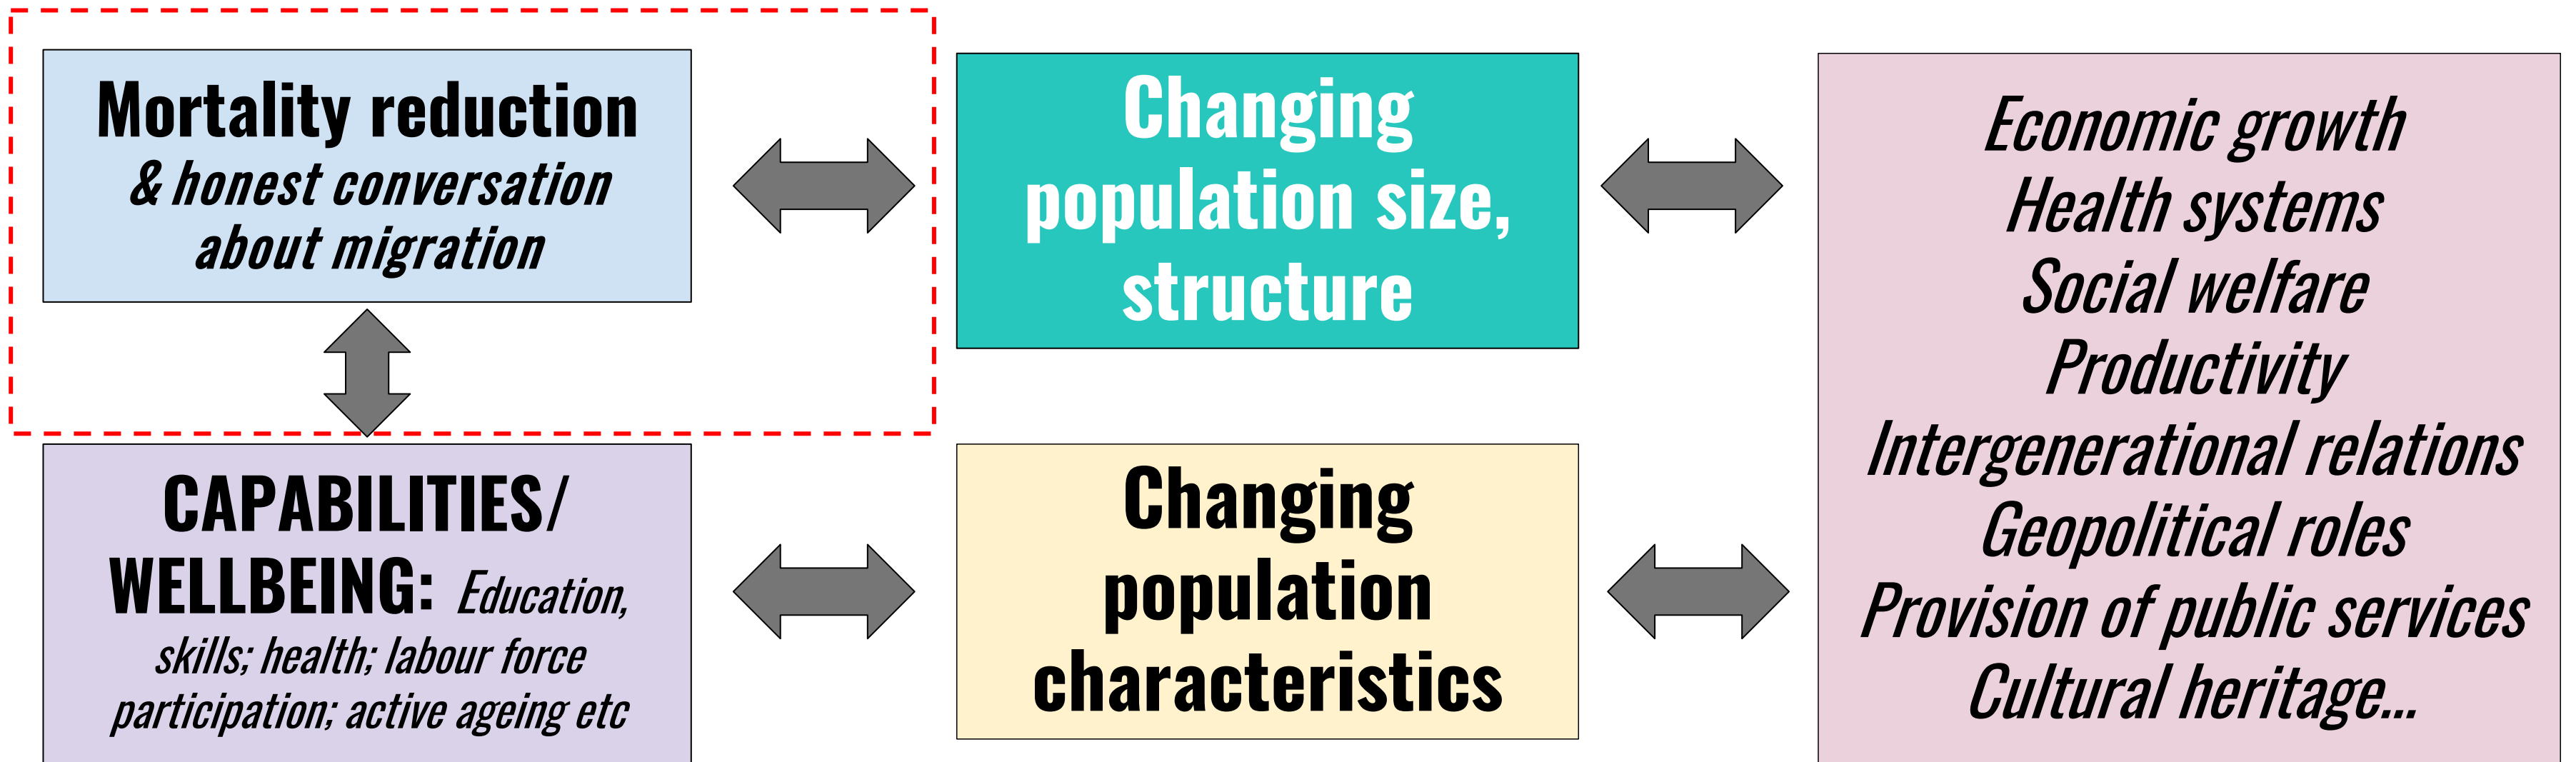 Mortality reduction
& honest conversation
about migration
Changing
population size,
structure
Economic growth
Health systems
Social welfare
Productivity
Intergenerational relations
Geopolitical roles
Provision of public services
Cultural heritage...
CAPABILITIES/
WELLBEING: Education,
skills; health; labour force
participation; active ageing etc
Changing
population
characteristics